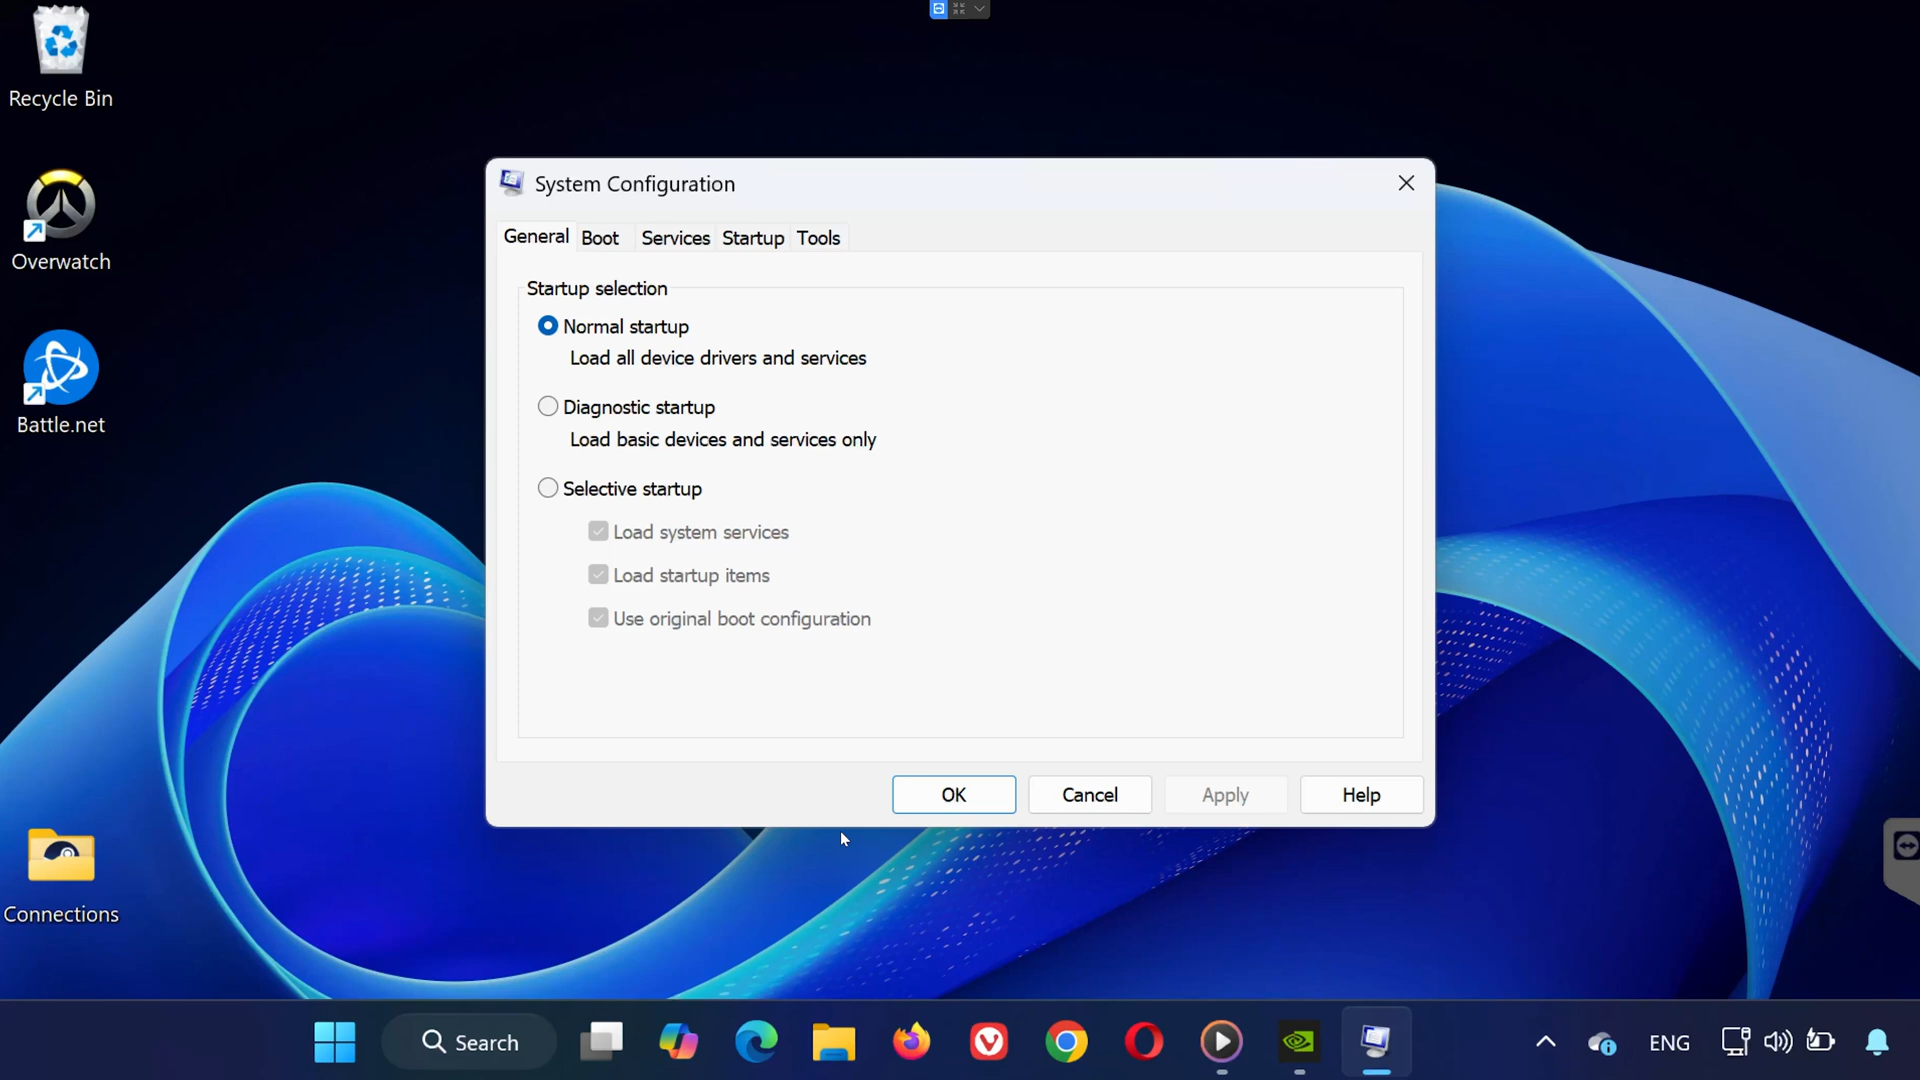 Recycle Bin
Overwatch
Battle.net
Connections
System Configuration
General Boot Services Startup Tools
Startup selection
Normal startup
Load all device drivers and services
Diagnostic startup
Load basic devices and services only
Selective startup
Load system services
Load startup items
Use original boot configuration
OK Cancel Apply Help
Search
ENG